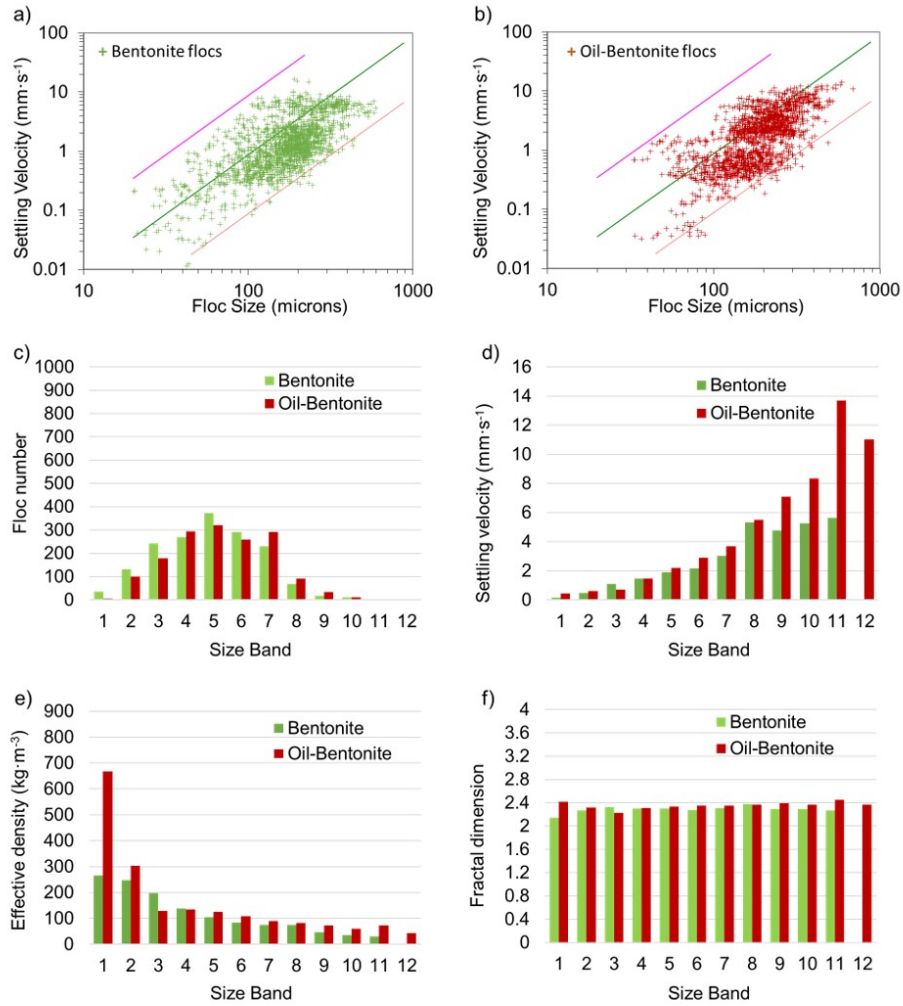 a)
Settling Velocity (mm·s⁻¹)
100
10
1
0.1
0.01
+ Bentonite flocs
10 100 1000
Floc Size (microns)
b)
Settling Velocity (mm·s⁻¹)
100
10
1
0.1
0.01
+ Oil-Bentonite flocs
10 100 1000
Floc Size (microns)
c)
Floc number
1000
900
800
700
600
500
400
300
200
100
0
Bentonite
Oil-Bentonite
1 2 3 4 5 6 7 8 9 10 11 12
Size Band
d)
Settling velocity (mm·s⁻¹)
16
14
12
10
8
6
4
2
0
Bentonite
Oil-Bentonite
1 2 3 4 5 6 7 8 9 10 11 12
Size Band
e)
Effective density (kg·m⁻³)
900
800
700
600
500
400
300
200
100
0
Bentonite
Oil-Bentonite
1 2 3 4 5 6 7 8 9 10 11 12
Size Band
f)
Fractal dimension
4
3.6
3.2
2.8
2.4
2
1.6
1.2
0.8
0.4
0
Bentonite
Oil-Bentonite
1 2 3 4 5 6 7 8 9 10 11 12
Size Band